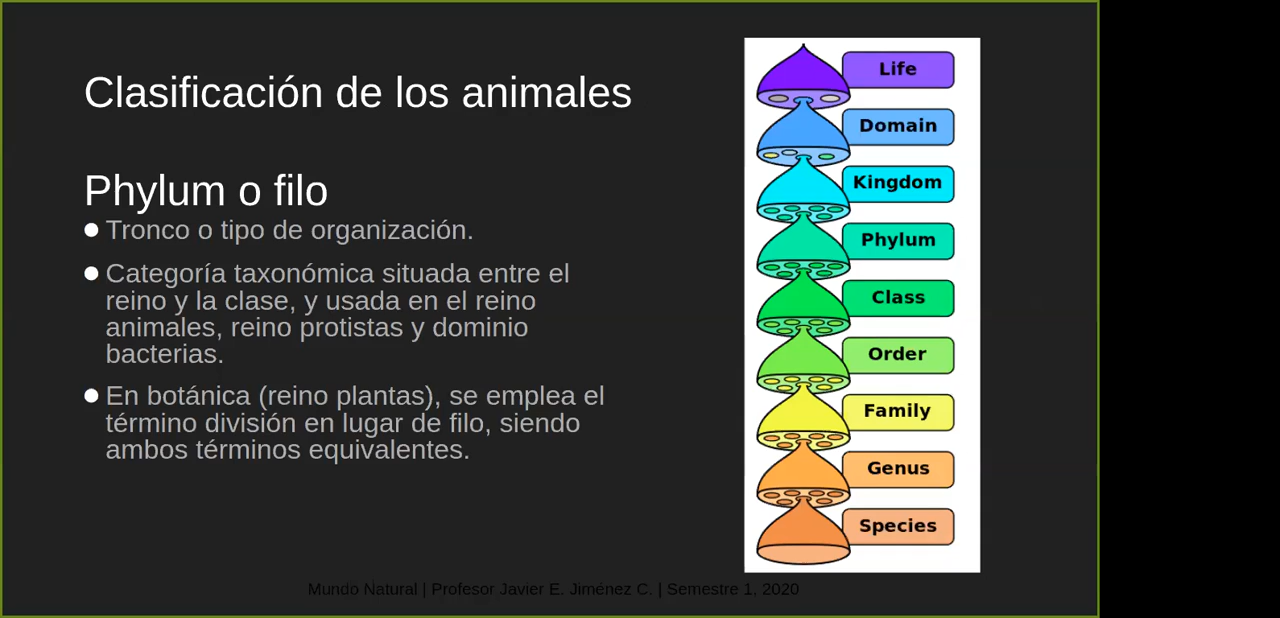 Clasificación de los animales
Phylum o filo
Tronco o tipo de organización.
Categoría taxonómica situada entre el
reino y la clase, y usada en el reino
animales, reino protistas y dominio
bacterias.
En botánica (reino plantas), se emplea el
término división en lugar de filo, siendo
ambos términos equivalentes.
Life
Domain
Kingdom
Phylum
Class
Order
Family
Genus
Species
Mundo Natural | Profesor Javier E. Jiménez C. | Semestre 1, 2020